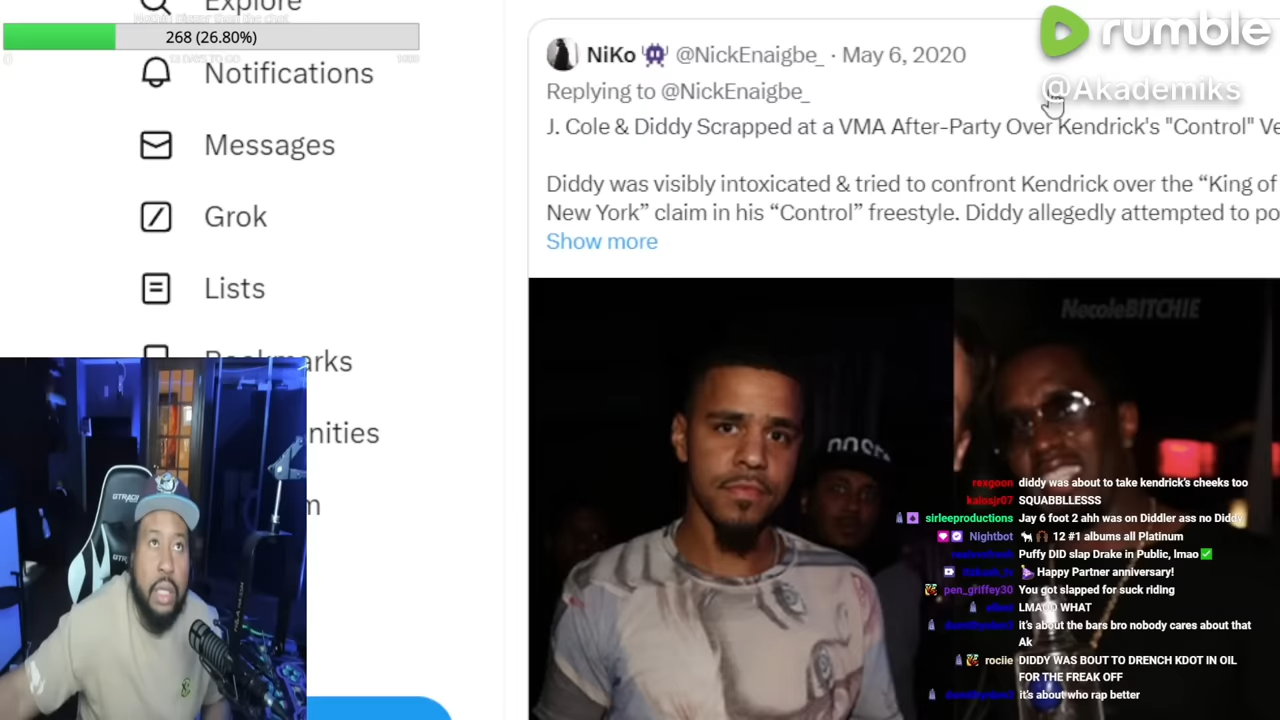 Explore
268 (26.80%)
Notifications
Messages
Grok
Lists
Bookmarks
nities
m
NiKo @NickEnaigbe_ · May 6, 2020
Replying to @NickEnaigbe_
J. Cole & Diddy Scrapped at a VMA After-Party Over Kendrick's "Control" Ve
Diddy was visibly intoxicated & tried to confront Kendrick over the “King of
New York” claim in his “Control” freestyle. Diddy allegedly attempted to po
Show more
rumble
@Akademiks
NecoleBITCHIE
rexgoon diddy was about to take kendrick's cheeks too
kaiosjr07 SQUABBLLESSS
sirleeproductions Jay 6 foot 2 ahh was on Diddler ass no Diddy
Nightbot 12 #1 albums all Platinum
Puffy DID slap Drake in Public, lmao
Happy Partner anniversary!
pen_griffey30 You got slapped for suck riding
LMAOO WHAT
it's about the bars bro nobody cares about that
Ak
rociie DIDDY WAS BOUT TO DRENCH KDOT IN OIL
FOR THE FREAK OFF
it's about who rap better